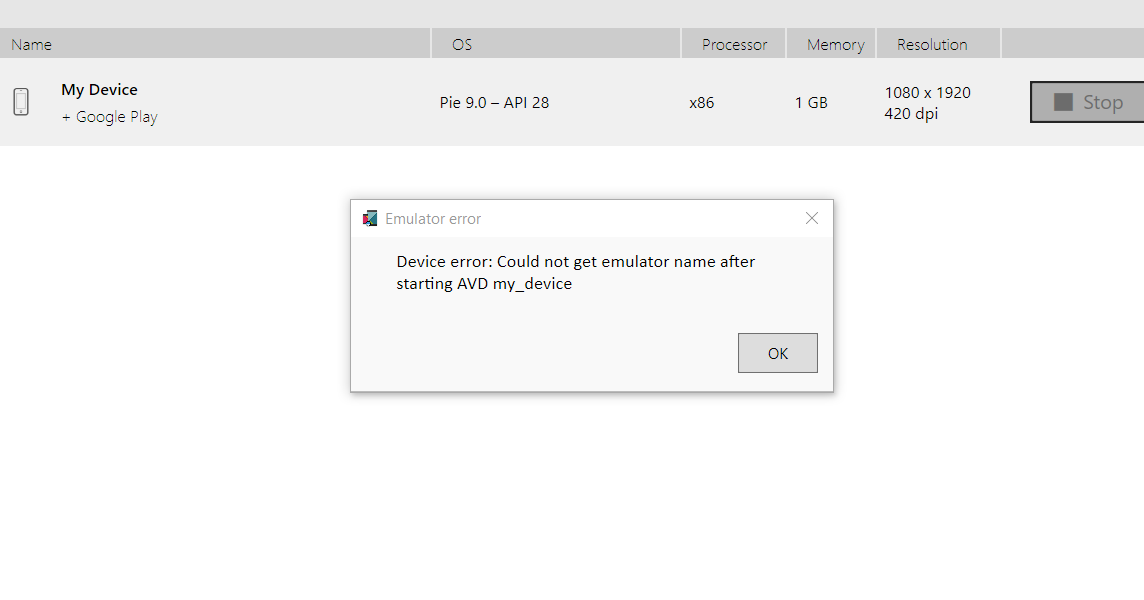 Name OS Processor Memory Resolution
My Device
+ Google Play
Pie 9.0 – API 28
x86
1 GB
1080 x 1920
420 dpi
Stop
Emulator error
Device error: Could not get emulator name after
starting AVD my_device
OK